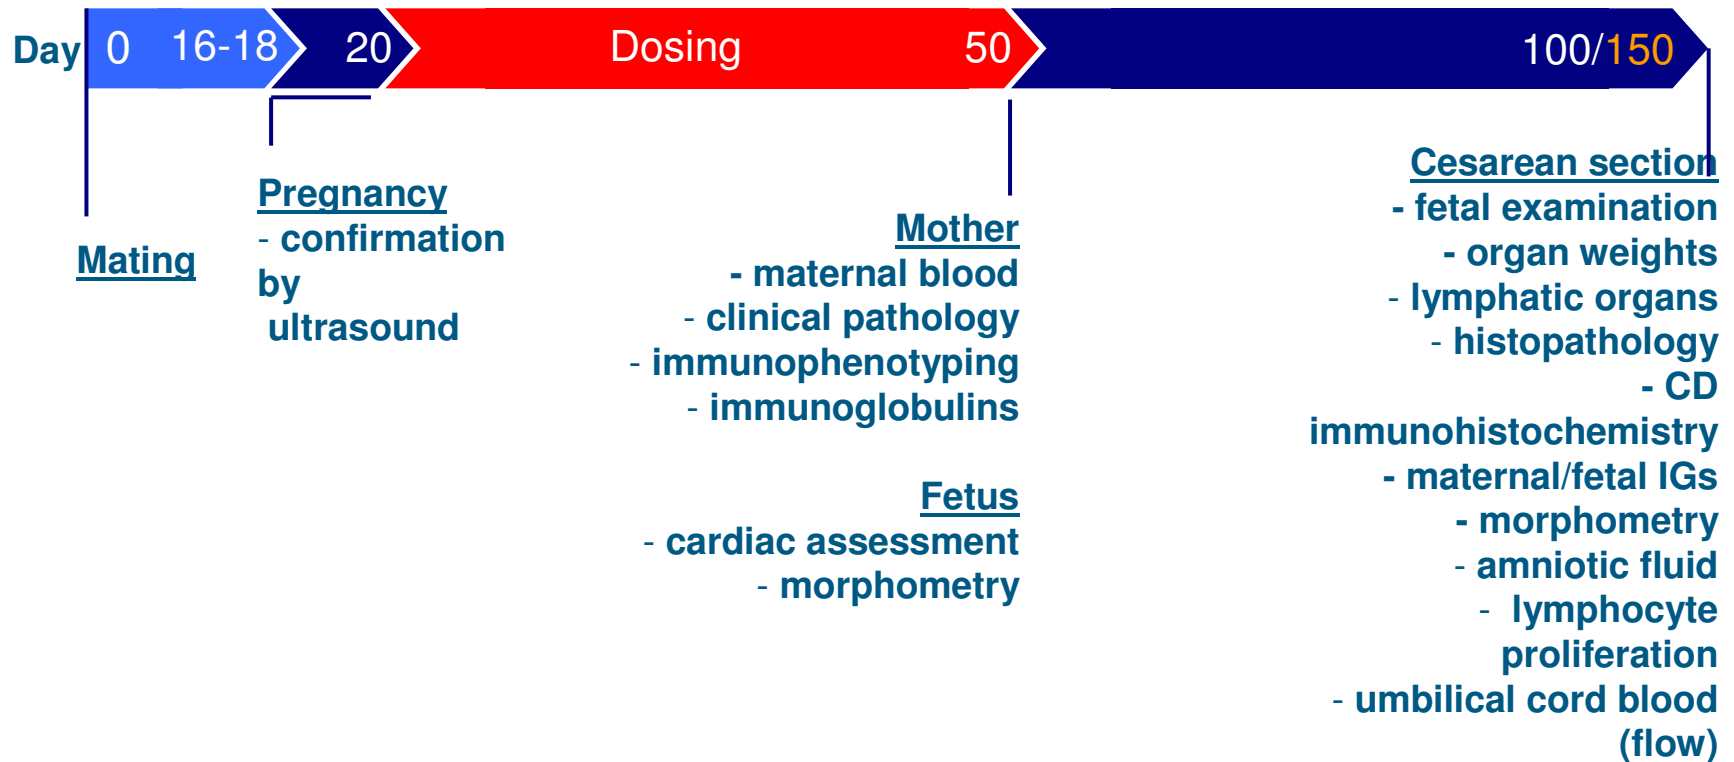 Day 0 16-18 20 Dosing 50 100/150
Mating
Pregnancy
- confirmation
by
ultrasound
Mother
- maternal blood
- clinical pathology
- immunophenotyping
- immunoglobulins
Fetus
- cardiac assessment
- morphometry
Cesarean section
- fetal examination
- organ weights
- lymphatic organs
- histopathology
- CD
immunohistochemistry
- maternal/fetal IGs
- morphometry
- amniotic fluid
- lymphocyte
proliferation
- umbilical cord blood
(flow)